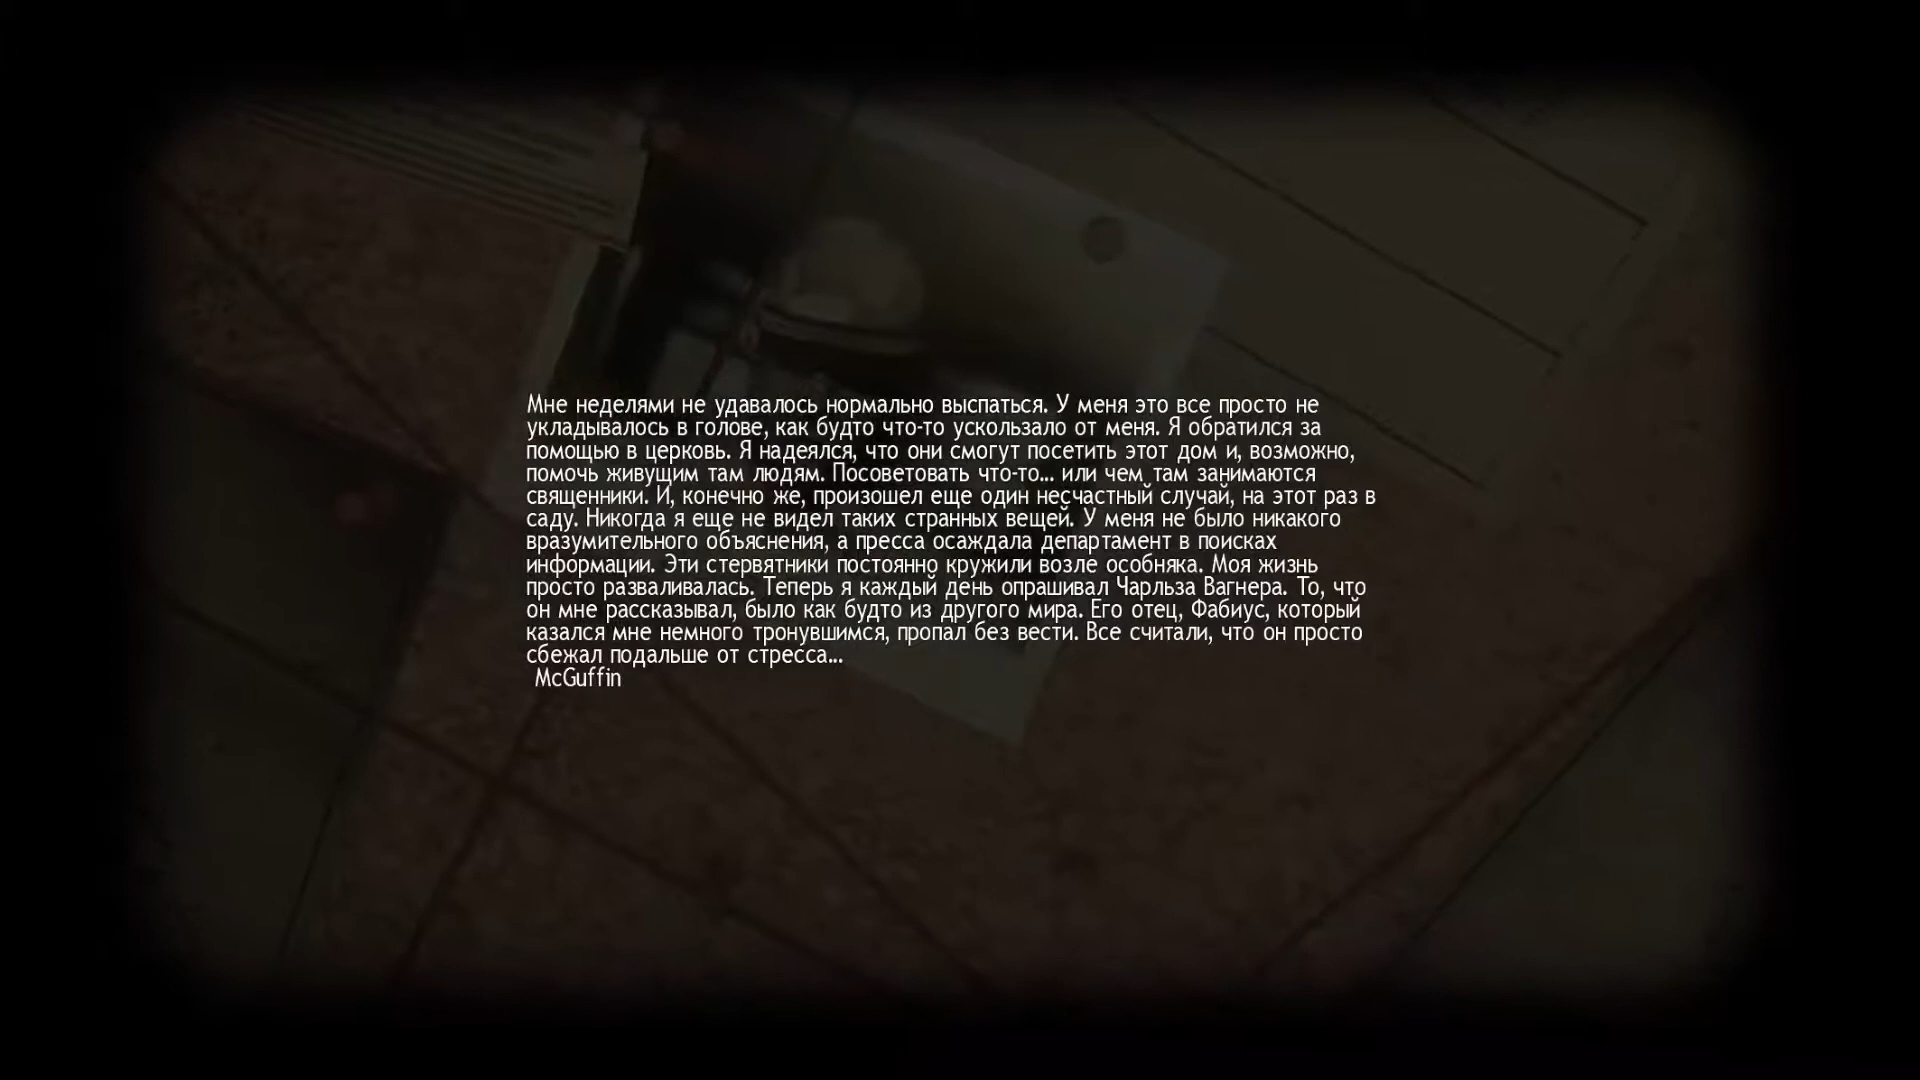 Мне неделями не удавалось нормально выспаться. У меня это все просто не
укладывалось в голове, как будто что-то ускользало от меня. Я обратился за
помощью в церковь. Я надеялся, что они смогут посетить этот дом и, возможно,
помочь живущим там людям. Посоветовать что-то... или чем там занимаются
священники. И, конечно же, произошел еще один несчастный случай, на этот раз в
саду. Никогда я еще не видел таких странных вещей. У меня не было никакого
вразумительного объяснения, а пресса осаждала департамент в поисках
информации. Эти стервятники постоянно кружили возле особняка. Моя жизнь
просто разваливалась. Теперь я каждый день опрашивал Чарльза Вагнера. То, что
он мне рассказывал, было как будто из другого мира. Его отец, Фабиус, который
казался мне немного тронувшимся, пропал без вести. Все считали, что он просто
сбежал подальше от стресса...
McGuffin